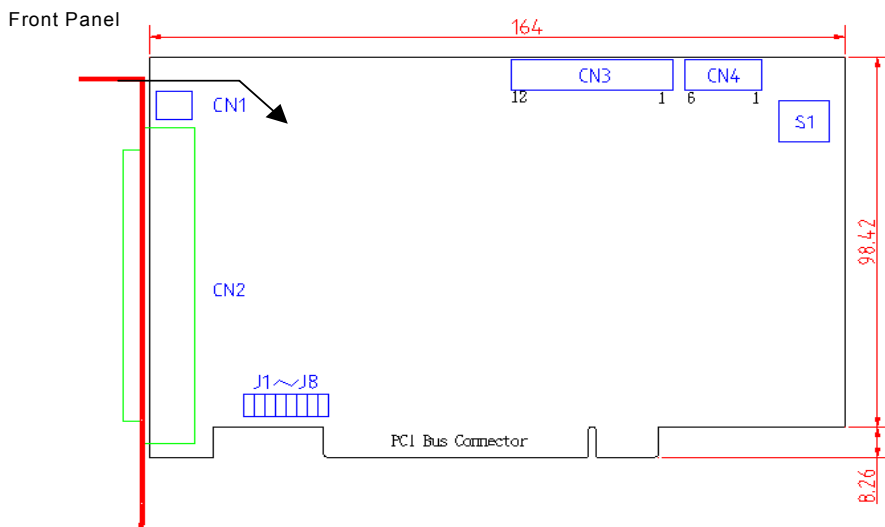 Front Panel
164
CN3
CN4
12
1
6
1
CN1
S1
98.42
CN2
J1～J8
PCI Bus Connector
8.26